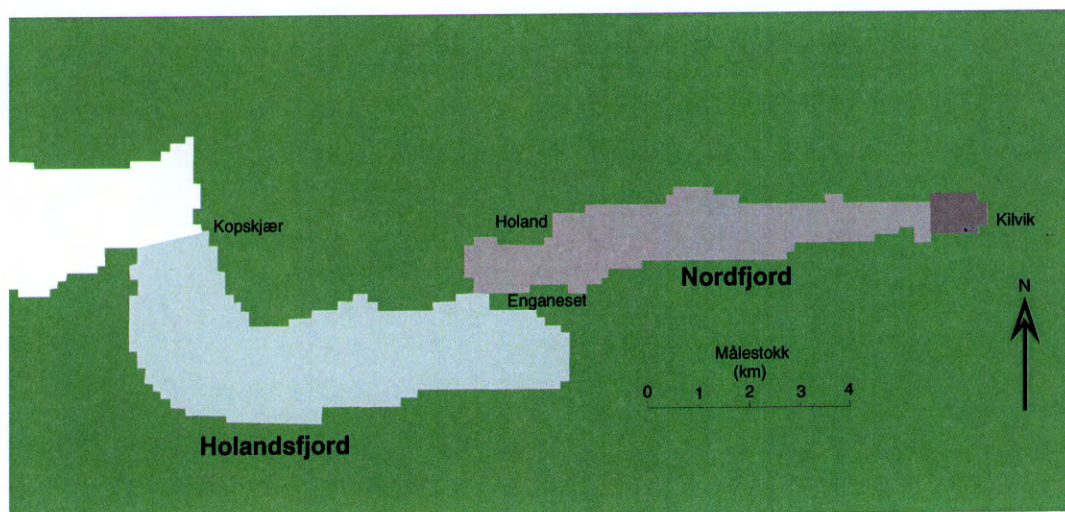 Kopskjær
Holand
Kilvik
Nordfjord
Enganeset
N
Målestokk
(km)
0 1 2 3 4
Holandsfjord